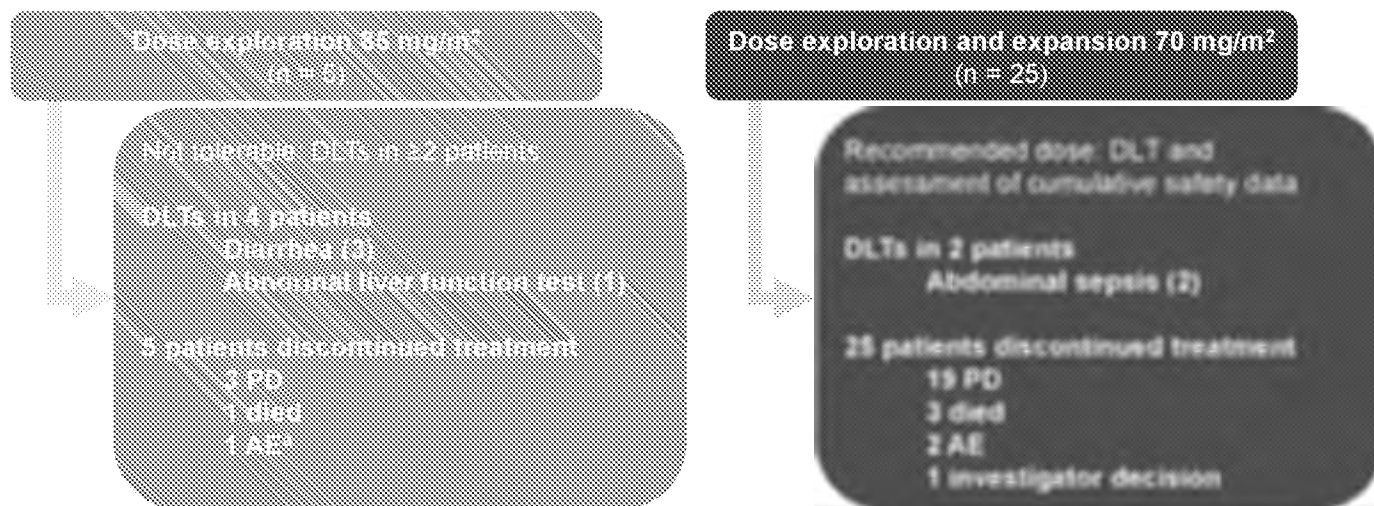 Dose exploration 85 mg/m²
(n = 5)
Not tolerable: DLTs in ≥2 patients
DLTs in 4 patients
Diarrhea (3)
Abnormal liver function test (1)
5 patients discontinued treatment
3 PD
1 died
1 AE
Dose exploration and expansion 70 mg/m²
(n = 25)
Recommended dose: DLT and
assessment of cumulative safety data
DLTs in 2 patients
Abdominal sepsis (2)
25 patients discontinued treatment
19 PD
3 died
2 AE
1 investigator decision